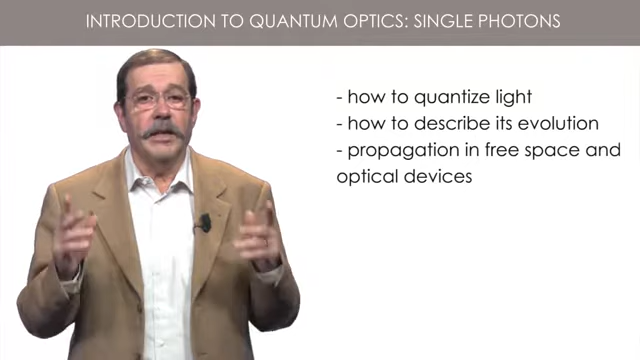 INTRODUCTION TO QUANTUM OPTICS: SINGLE PHOTONS
- how to quantize light
- how to describe its evolution
- propagation in free space and
optical devices